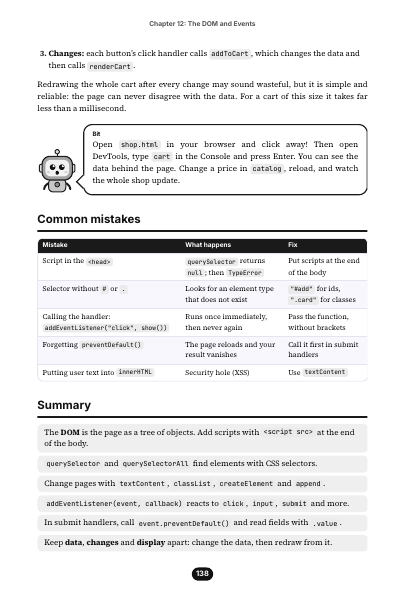 Chapter 12: The DOM and Events
3. Changes: each button's click handler calls addToCart, which changes the data and
then calls renderCart.
Redrawing the whole cart after every change may sound wasteful, but it is simple and
reliable: the page can never disagree with the data. For a cart of this size it takes far
less than a millisecond.
Bit
Open shop.html in your browser and click away! Then open
DevTools, type cart in the Console and press Enter. You can see the
data behind the page. Change a price in catalog, reload, and watch
the whole shop update.
Common mistakes
Mistake What happens Fix
Script in the <head> querySelector returns Put scripts at the end
null; then TypeError of the body
Selector without # or . Looks for an element type "#add" for ids,
that does not exist ".card" for classes
Calling the handler: Runs once immediately, Pass the function,
addEventListener("click", show()) then never again without brackets
Forgetting preventDefault() The page reloads and your Call it first in submit
result vanishes handlers
Putting user text into innerHTML Security hole (XSS) Use textContent
Summary
The DOM is the page as a tree of objects. Add scripts with <script src> at the end
of the body.
querySelector and querySelectorAll find elements with CSS selectors.
Change pages with textContent, classList, createElement and append.
addEventListener(event, callback) reacts to click, input, submit and more.
In submit handlers, call event.preventDefault() and read fields with .value.
Keep data, changes and display apart: change the data, then redraw from it.
138